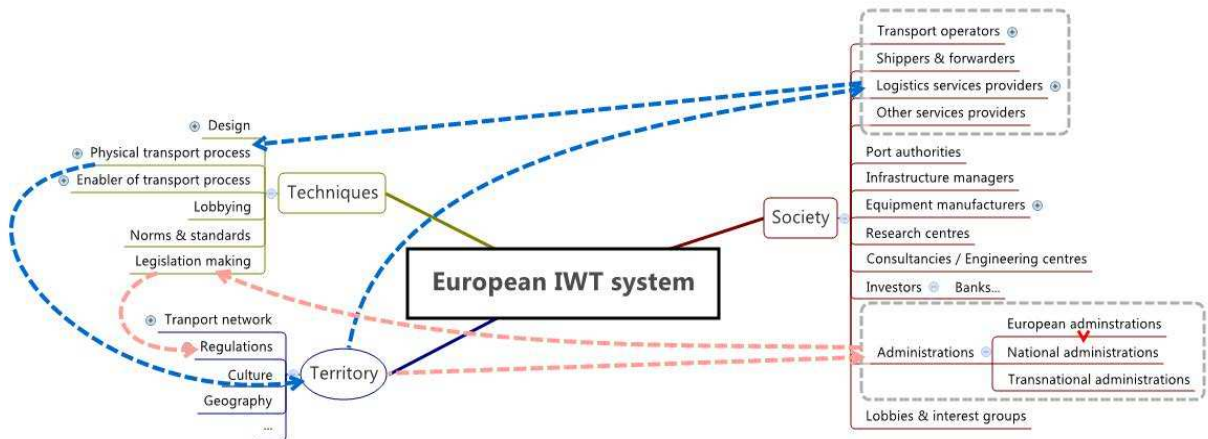 Transport operators
Shippers & forwarders
Logistics services providers
Other services providers
Port authorities
Infrastructure managers
Equipment manufacturers
Research centres
Consultancies / Engineering centres
Investors
Banks...
Administrations
European adminstrations
National administrations
Transnational administrations
Lobbies & interest groups
Society
European IWT system
Techniques
Design
Physical transport process
Enabler of transport process
Lobbying
Norms & standards
Legislation making
Territory
Tranport network
Regulations
Culture
Geography
...